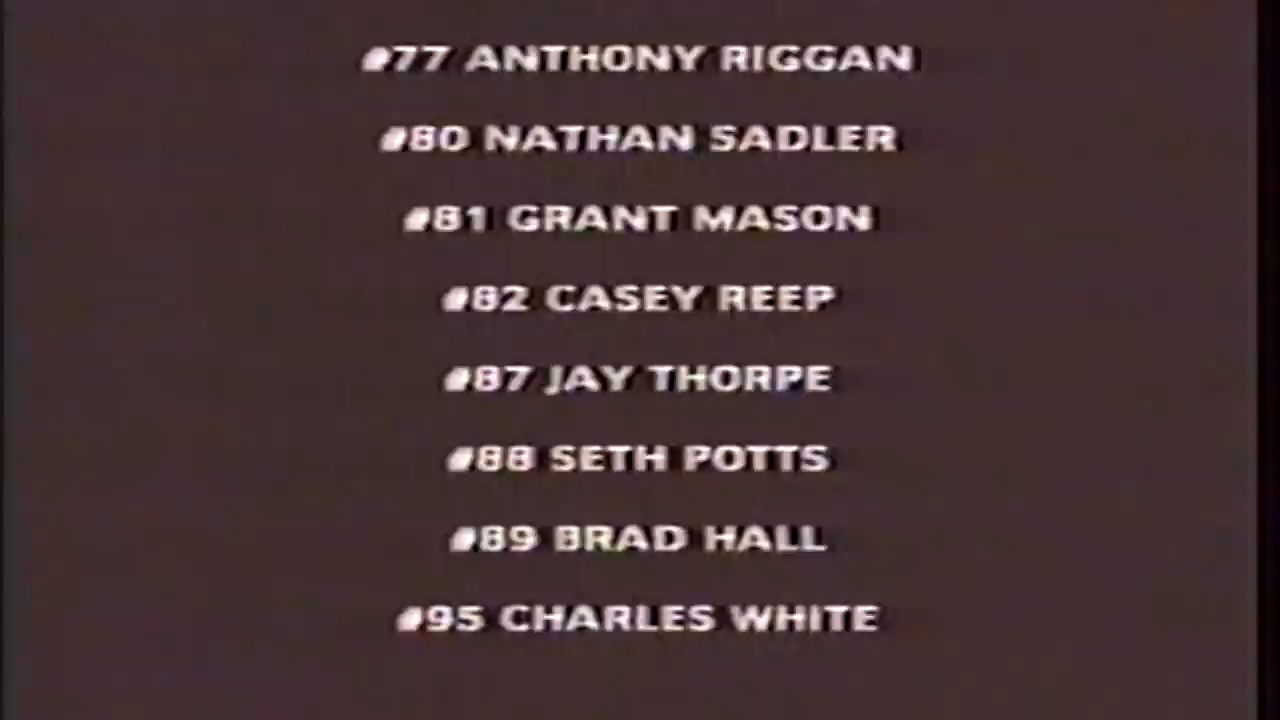 #77 ANTHONY RIGGAN
#80 NATHAN SADLER
#81 GRANT MASON
#82 CASEY REEP
#87 JAY THORPE
#88 SETH POTTS
#89 BRAD HALL
#95 CHARLES WHITE